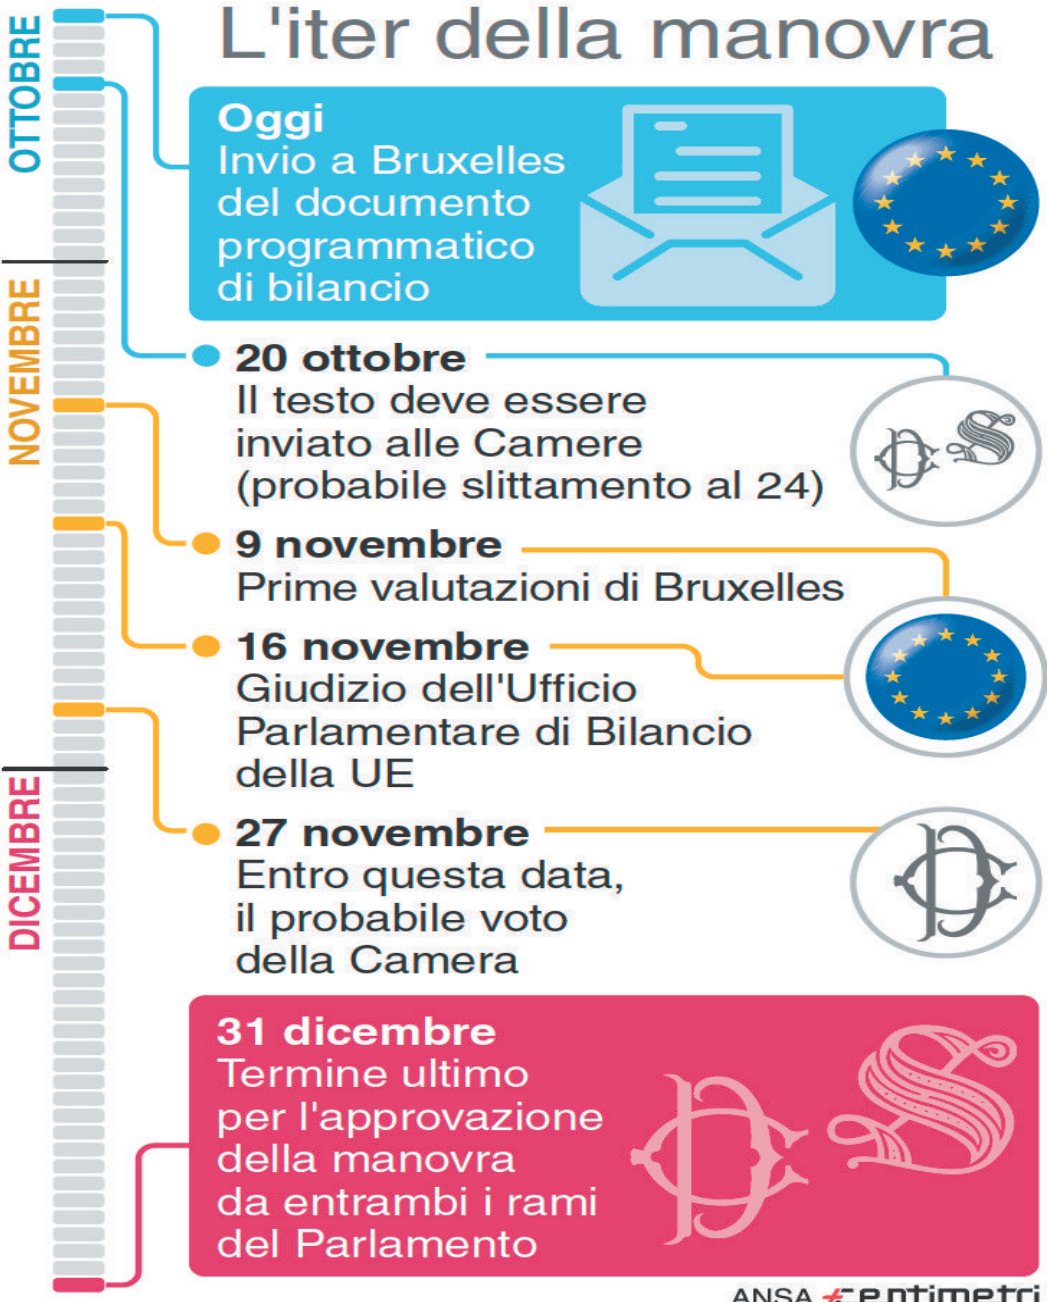 L'iter della manovra
OTTOBRE
Oggi
Invio a Bruxelles
del documento
programmatico
di bilancio
NOVEMBRE
20 ottobre
Il testo deve essere
inviato alle Camere
(probabile slittamento al 24)
9 novembre
Prime valutazioni di Bruxelles
16 novembre
Giudizio dell'Ufficio
Parlamentare di Bilancio
della UE
DICEMBRE
27 novembre
Entro questa data,
il probabile voto
della Camera
31 dicembre
Termine ultimo
per l'approvazione
della manovra
da entrambi i rami
del Parlamento
ANSA centimetri